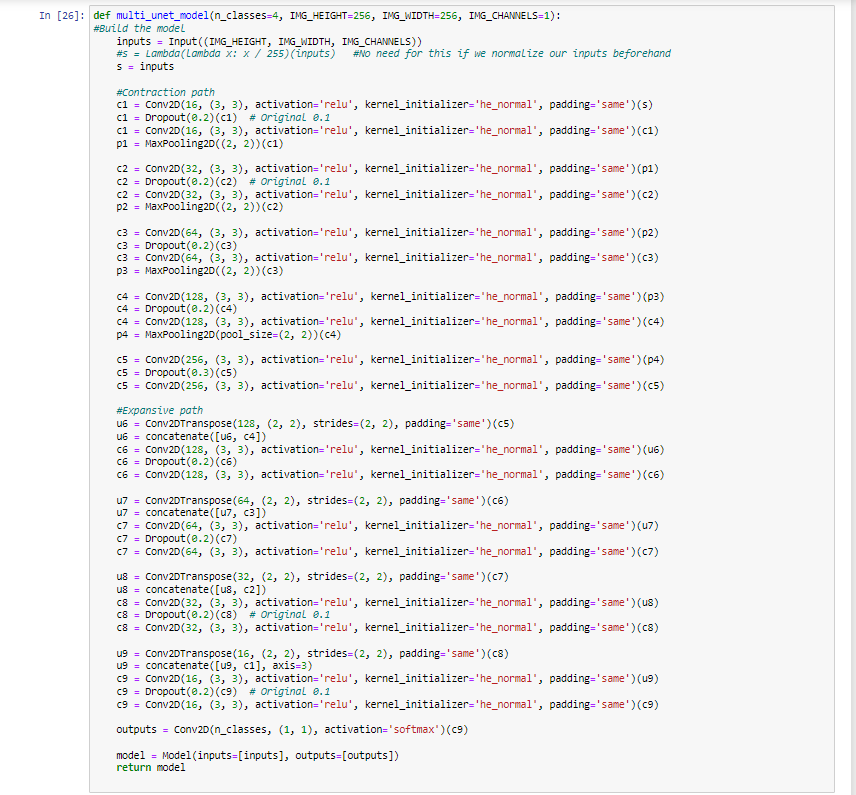 In [26]: def multi_unet_model(n_classes=4, IMG_HEIGHT=256, IMG_WIDTH=256, IMG_CHANNELS=1):
#Build the model
    inputs = Input((IMG_HEIGHT, IMG_WIDTH, IMG_CHANNELS))
    #s = Lambda(lambda x: x / 255)(inputs)   #No need for this if we normalize our inputs beforehand
    s = inputs

    #Contraction path
    c1 = Conv2D(16, (3, 3), activation='relu', kernel_initializer='he_normal', padding='same')(s)
    c1 = Dropout(0.2)(c1)  # Original 0.1
    c1 = Conv2D(16, (3, 3), activation='relu', kernel_initializer='he_normal', padding='same')(c1)
    p1 = MaxPooling2D((2, 2))(c1)

    c2 = Conv2D(32, (3, 3), activation='relu', kernel_initializer='he_normal', padding='same')(p1)
    c2 = Dropout(0.2)(c2)  # Original 0.1
    c2 = Conv2D(32, (3, 3), activation='relu', kernel_initializer='he_normal', padding='same')(c2)
    p2 = MaxPooling2D((2, 2))(c2)

    c3 = Conv2D(64, (3, 3), activation='relu', kernel_initializer='he_normal', padding='same')(p2)
    c3 = Dropout(0.2)(c3)
    c3 = Conv2D(64, (3, 3), activation='relu', kernel_initializer='he_normal', padding='same')(c3)
    p3 = MaxPooling2D((2, 2))(c3)

    c4 = Conv2D(128, (3, 3), activation='relu', kernel_initializer='he_normal', padding='same')(p3)
    c4 = Dropout(0.2)(c4)
    c4 = Conv2D(128, (3, 3), activation='relu', kernel_initializer='he_normal', padding='same')(c4)
    p4 = MaxPooling2D(pool_size=(2, 2))(c4)

    c5 = Conv2D(256, (3, 3), activation='relu', kernel_initializer='he_normal', padding='same')(p4)
    c5 = Dropout(0.3)(c5)
    c5 = Conv2D(256, (3, 3), activation='relu', kernel_initializer='he_normal', padding='same')(c5)

    #Expansive path
    u6 = Conv2DTranspose(128, (2, 2), strides=(2, 2), padding='same')(c5)
    u6 = concatenate([u6, c4])
    c6 = Conv2D(128, (3, 3), activation='relu', kernel_initializer='he_normal', padding='same')(u6)
    c6 = Dropout(0.2)(c6)
    c6 = Conv2D(128, (3, 3), activation='relu', kernel_initializer='he_normal', padding='same')(c6)

    u7 = Conv2DTranspose(64, (2, 2), strides=(2, 2), padding='same')(c6)
    u7 = concatenate([u7, c3])
    c7 = Conv2D(64, (3, 3), activation='relu', kernel_initializer='he_normal', padding='same')(u7)
    c7 = Dropout(0.2)(c7)
    c7 = Conv2D(64, (3, 3), activation='relu', kernel_initializer='he_normal', padding='same')(c7)

    u8 = Conv2DTranspose(32, (2, 2), strides=(2, 2), padding='same')(c7)
    u8 = concatenate([u8, c2])
    c8 = Conv2D(32, (3, 3), activation='relu', kernel_initializer='he_normal', padding='same')(u8)
    c8 = Dropout(0.2)(c8)  # Original 0.1
    c8 = Conv2D(32, (3, 3), activation='relu', kernel_initializer='he_normal', padding='same')(c8)

    u9 = Conv2DTranspose(16, (2, 2), strides=(2, 2), padding='same')(c8)
    u9 = concatenate([u9, c1], axis=3)
    c9 = Conv2D(16, (3, 3), activation='relu', kernel_initializer='he_normal', padding='same')(u9)
    c9 = Dropout(0.2)(c9)  # Original 0.1
    c9 = Conv2D(16, (3, 3), activation='relu', kernel_initializer='he_normal', padding='same')(c9)

    outputs = Conv2D(n_classes, (1, 1), activation='softmax')(c9)

    model = Model(inputs=[inputs], outputs=[outputs])
    return model